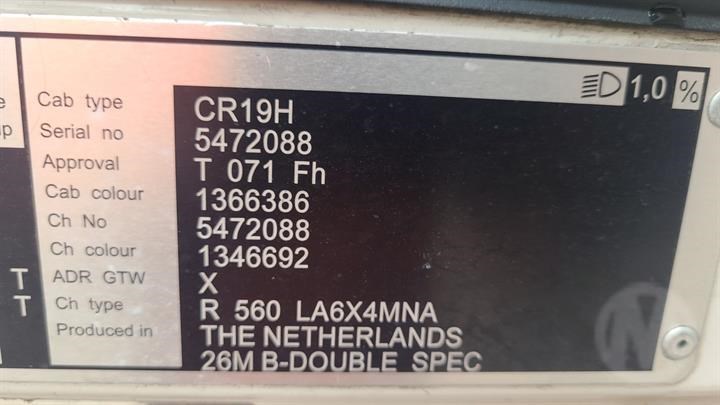 1,0 %
Cab type CR19H
Serial no 5472088
Approval T 071 Fh
Cab colour 1366386
Ch No 5472088
Ch colour 1346692
ADR GTW X
T
Ch type R 560 LA6X4MNA
T
Produced in THE NETHERLANDS
26M B-DOUBLE SPEC